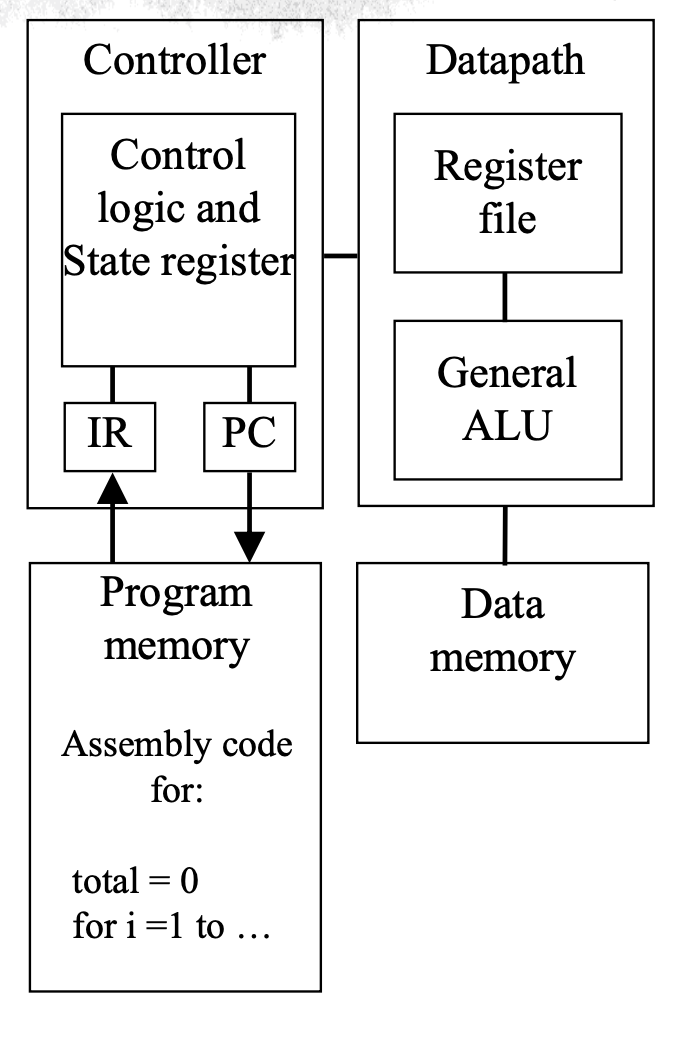 Controller
Control
logic and
State register
IR
PC
Datapath
Register
file
General
ALU
Program
memory
Assembly code
for:
total = 0
for i =1 to …
Data
memory